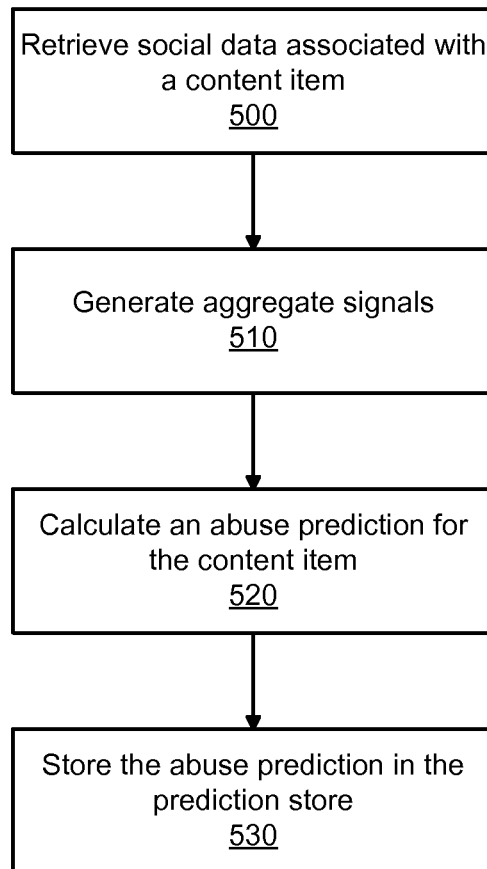 Retrieve social data associated with
a content item
500
Generate aggregate signals
510
Calculate an abuse prediction for
the content item
520
Store the abuse prediction in the
prediction store
530